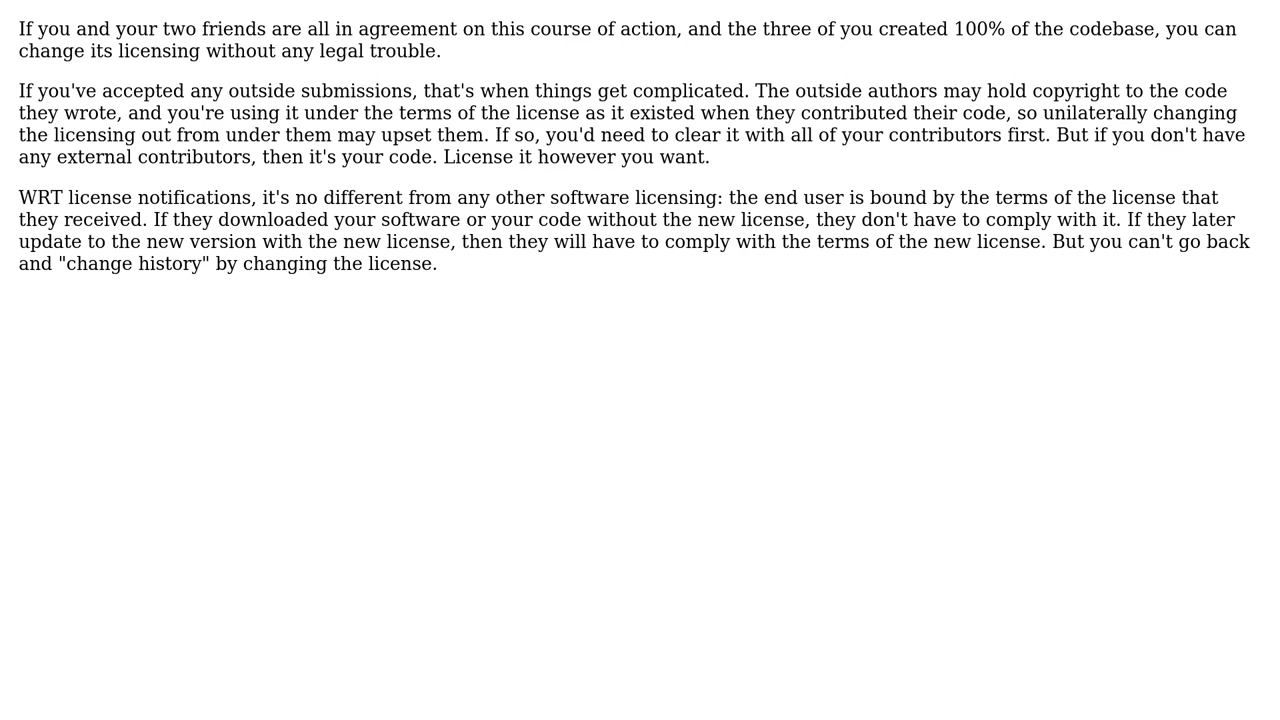 If you and your two friends are all in agreement on this course of action, and the three of you created 100% of the codebase, you can
change its licensing without any legal trouble.
If you've accepted any outside submissions, that's when things get complicated. The outside authors may hold copyright to the code
they wrote, and you're using it under the terms of the license as it existed when they contributed their code, so unilaterally changing
the licensing out from under them may upset them. If so, you'd need to clear it with all of your contributors first. But if you don't have
any external contributors, then it's your code. License it however you want.
WRT license notifications, it's no different from any other software licensing: the end user is bound by the terms of the license that
they received. If they downloaded your software or your code without the new license, they don't have to comply with it. If they later
update to the new version with the new license, then they will have to comply with the terms of the new license. But you can't go back
and "change history" by changing the license.